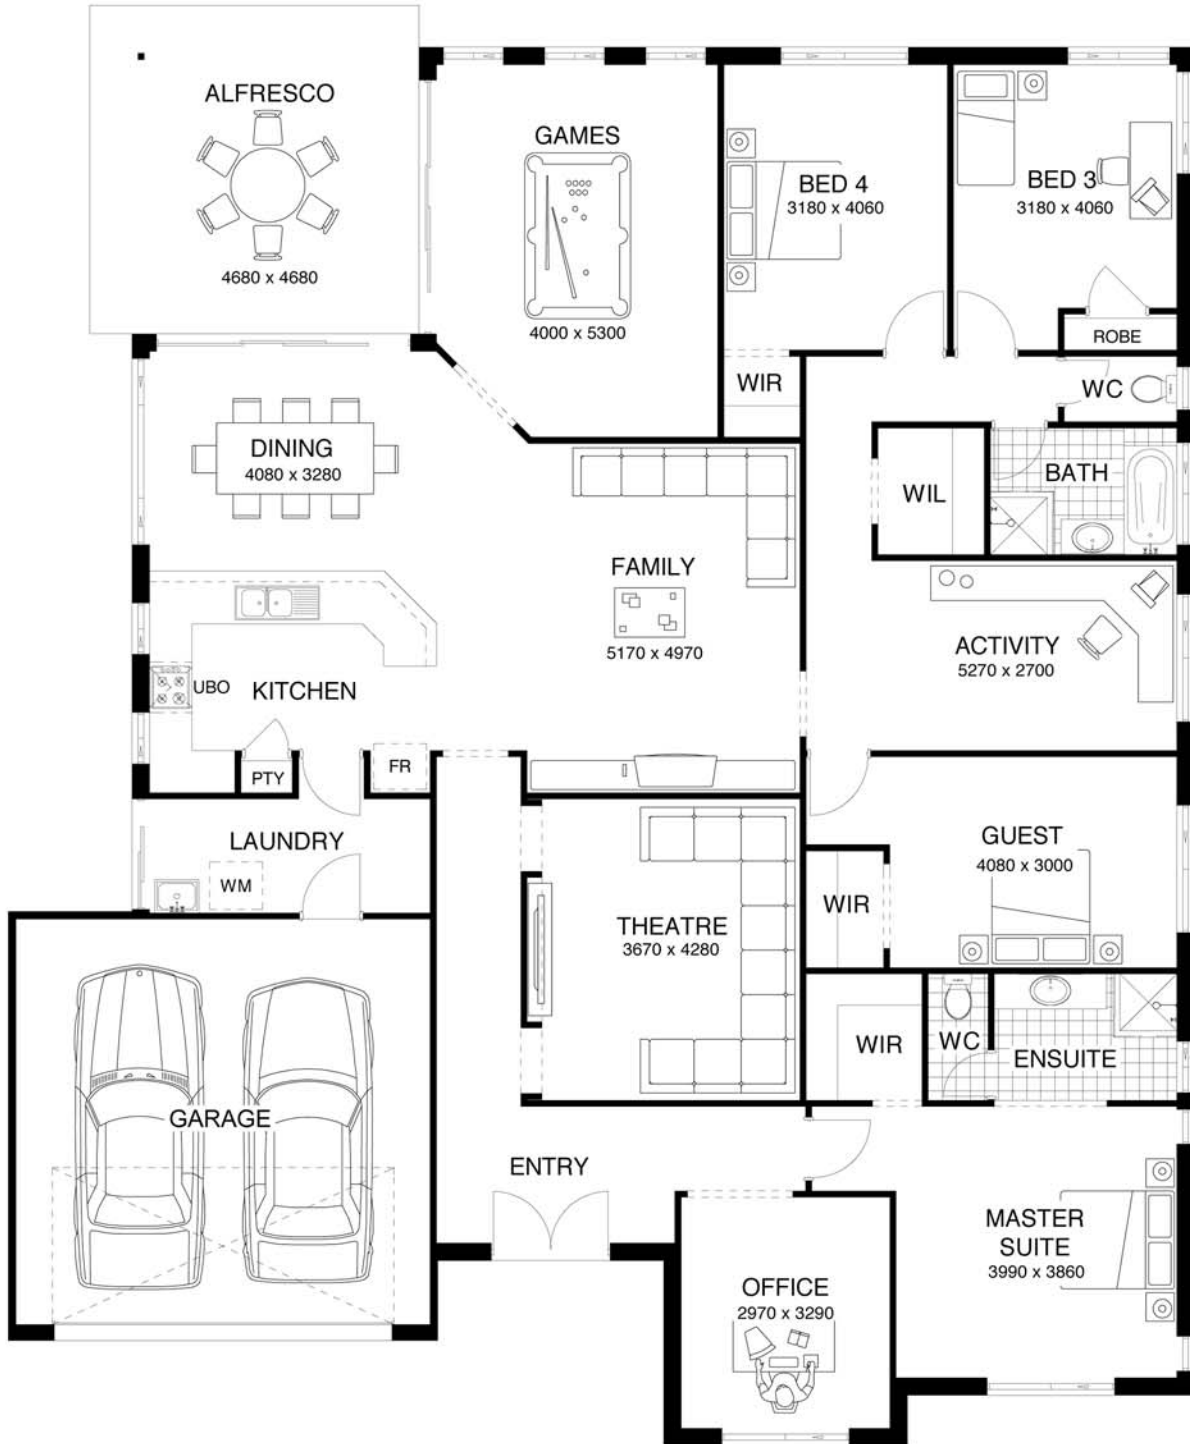 ALFRESCO
4680 x 4680
GAMES
4000 x 5300
BED 4
3180 x 4060
BED 3
3180 x 4060
ROBE
WIR
WC
DINING
4080 x 3280
WIL
BATH
FAMILY
5170 x 4970
ACTIVITY
5270 x 2700
UBO
KITCHEN
PTY
FR
LAUNDRY
WM
GUEST
4080 x 3000
WIR
THEATRE
3670 x 4280
WIR
WC
ENSUITE
GARAGE
ENTRY
MASTER
SUITE
3990 x 3860
OFFICE
2970 x 3290